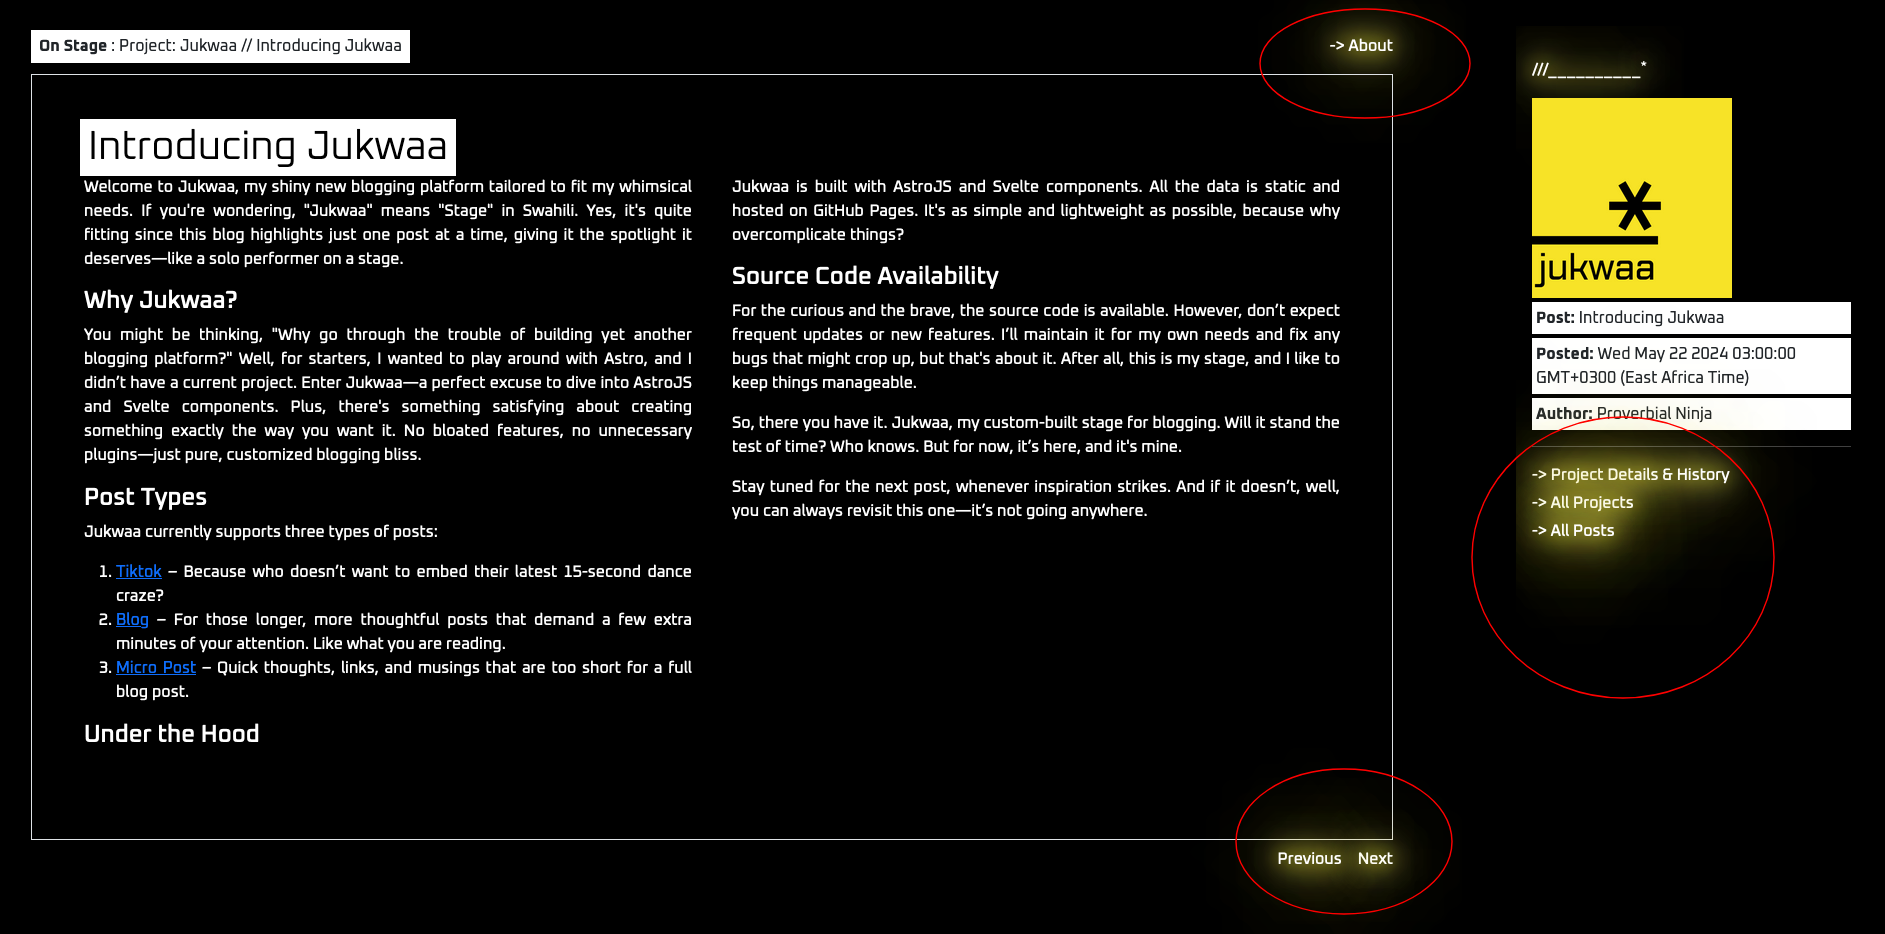 On Stage : Project: Jukwaa // Introducing Jukwaa
-> About
Introducing Jukwaa
Welcome to Jukwaa, my shiny new blogging platform tailored to fit my whimsical
needs. If you're wondering, "Jukwaa" means "Stage" in Swahili. Yes, it's quite
fitting since this blog highlights just one post at a time, giving it the spotlight it
deserves—like a solo performer on a stage.
Why Jukwaa?
You might be thinking, "Why go through the trouble of building yet another
blogging platform?" Well, for starters, I wanted to play around with Astro, and I
didn’t have a current project. Enter Jukwaa—a perfect excuse to dive into AstroJS
and Svelte components. Plus, there's something satisfying about creating
something exactly the way you want it. No bloated features, no unnecessary
plugins—just pure, customized blogging bliss.
Post Types
Jukwaa currently supports three types of posts:
1. Tiktok – Because who doesn’t want to embed their latest 15-second dance
craze?
2. Blog – For those longer, more thoughtful posts that demand a few extra
minutes of your attention. Like what you are reading.
3. Micro Post – Quick thoughts, links, and musings that are too short for a full
blog post.
Under the Hood
Jukwaa is built with AstroJS and Svelte components. All the data is static and
hosted on GitHub Pages. It's as simple and lightweight as possible, because why
overcomplicate things?
Source Code Availability
For the curious and the brave, the source code is available. However, don’t expect
frequent updates or new features. I’ll maintain it for my own needs and fix any
bugs that might crop up, but that's about it. After all, this is my stage, and I like to
keep things manageable.
So, there you have it. Jukwaa, my custom-built stage for blogging. Will it stand the
test of time? Who knows. But for now, it’s here, and it's mine.
Stay tuned for the next post, whenever inspiration strikes. And if it doesn’t, well,
you can always revisit this one—it’s not going anywhere.
Previous Next
///__________*
jukwaa
Post: Introducing Jukwaa
Posted: Wed May 22 2024 03:00:00
GMT+0300 (East Africa Time)
Author: Proverbial Ninja
-> Project Details & History
-> All Projects
-> All Posts